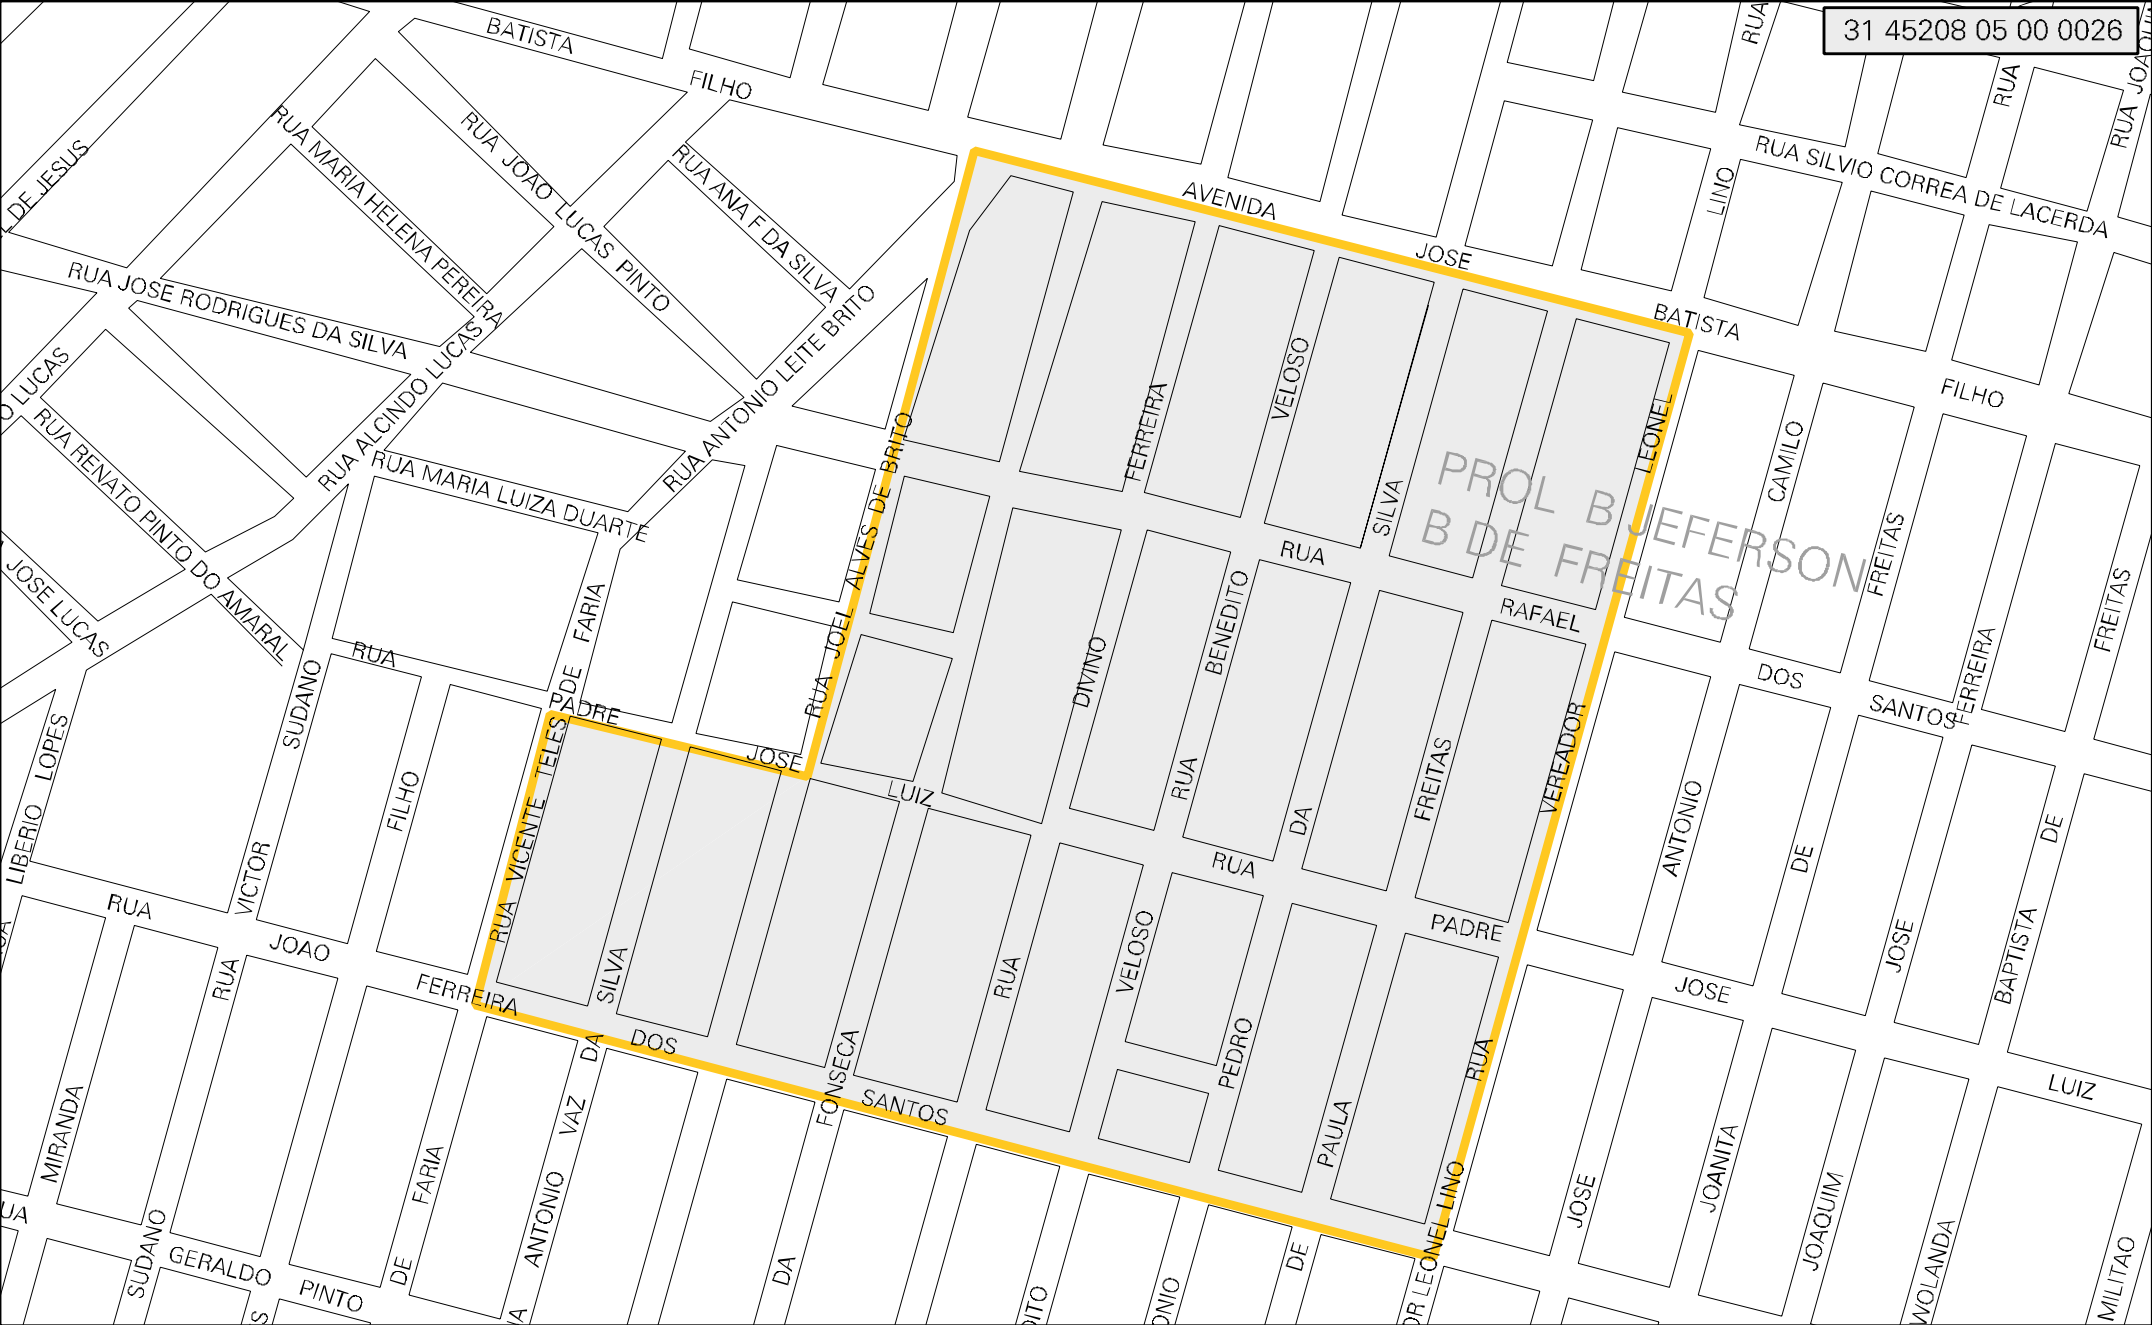 31 45208 05 00 0026
BATISTA
FILHO
RUA
RUA
RUA
RUA SILVIO CORREA DE LACERDA
LINO
AVENIDA
JOSE
BATISTA
FILHO
DE JESUS
RUA MARIA HELENA PEREIRA
RUA JOAO LUCAS PINTO
RUA ANA F DA SILVA
RUA JOSE RODRIGUES DA SILVA
RUA ALCINDO LUCAS
RUA ANTONIO LEITE BRITO
O LUCAS
RUA RENATO PINTO DO AMARAL
RUA MARIA LUIZA DUARTE
JOSE LUCAS
RUA JOEL ALVES DE BRITO
FERREIRA
VELOSO
SILVA
LEONEL
CAMILO
FREITAS
FREITAS
FERREIRA
PROL B JEFERSON
B DE FREITAS
RUA
RAFAEL
DOS
SANTOS
DIVINO
BENEDITO
RUA
DA
FREITAS
VEREADOR
ANTONIO
DE
DE
JOSE
BAPTISTA
RUA
PADRE
JOSE
LUIZ
RUA
PADRE
JOSE
LUIZ
DE FARIA
SUDANO
VICTOR
FILHO
LIBERIO LOPES
RUA VICENTE TELES
RUA
JOAO
FERREIRA
DOS
SANTOS
RUA
SILVA
DA
VAZ
ANTONIO
FONSECA
DA
RUA
VELOSO
PEDRO
PAULA
DE
RUA
OR LEONEL LINO
JOSE
JOANITA
JOAQUIM
WOLANDA
MILITAO
MIRANDA
SUDANO
FARIA
DE
UA
GERALDO
PINTO
DITO
ONIO